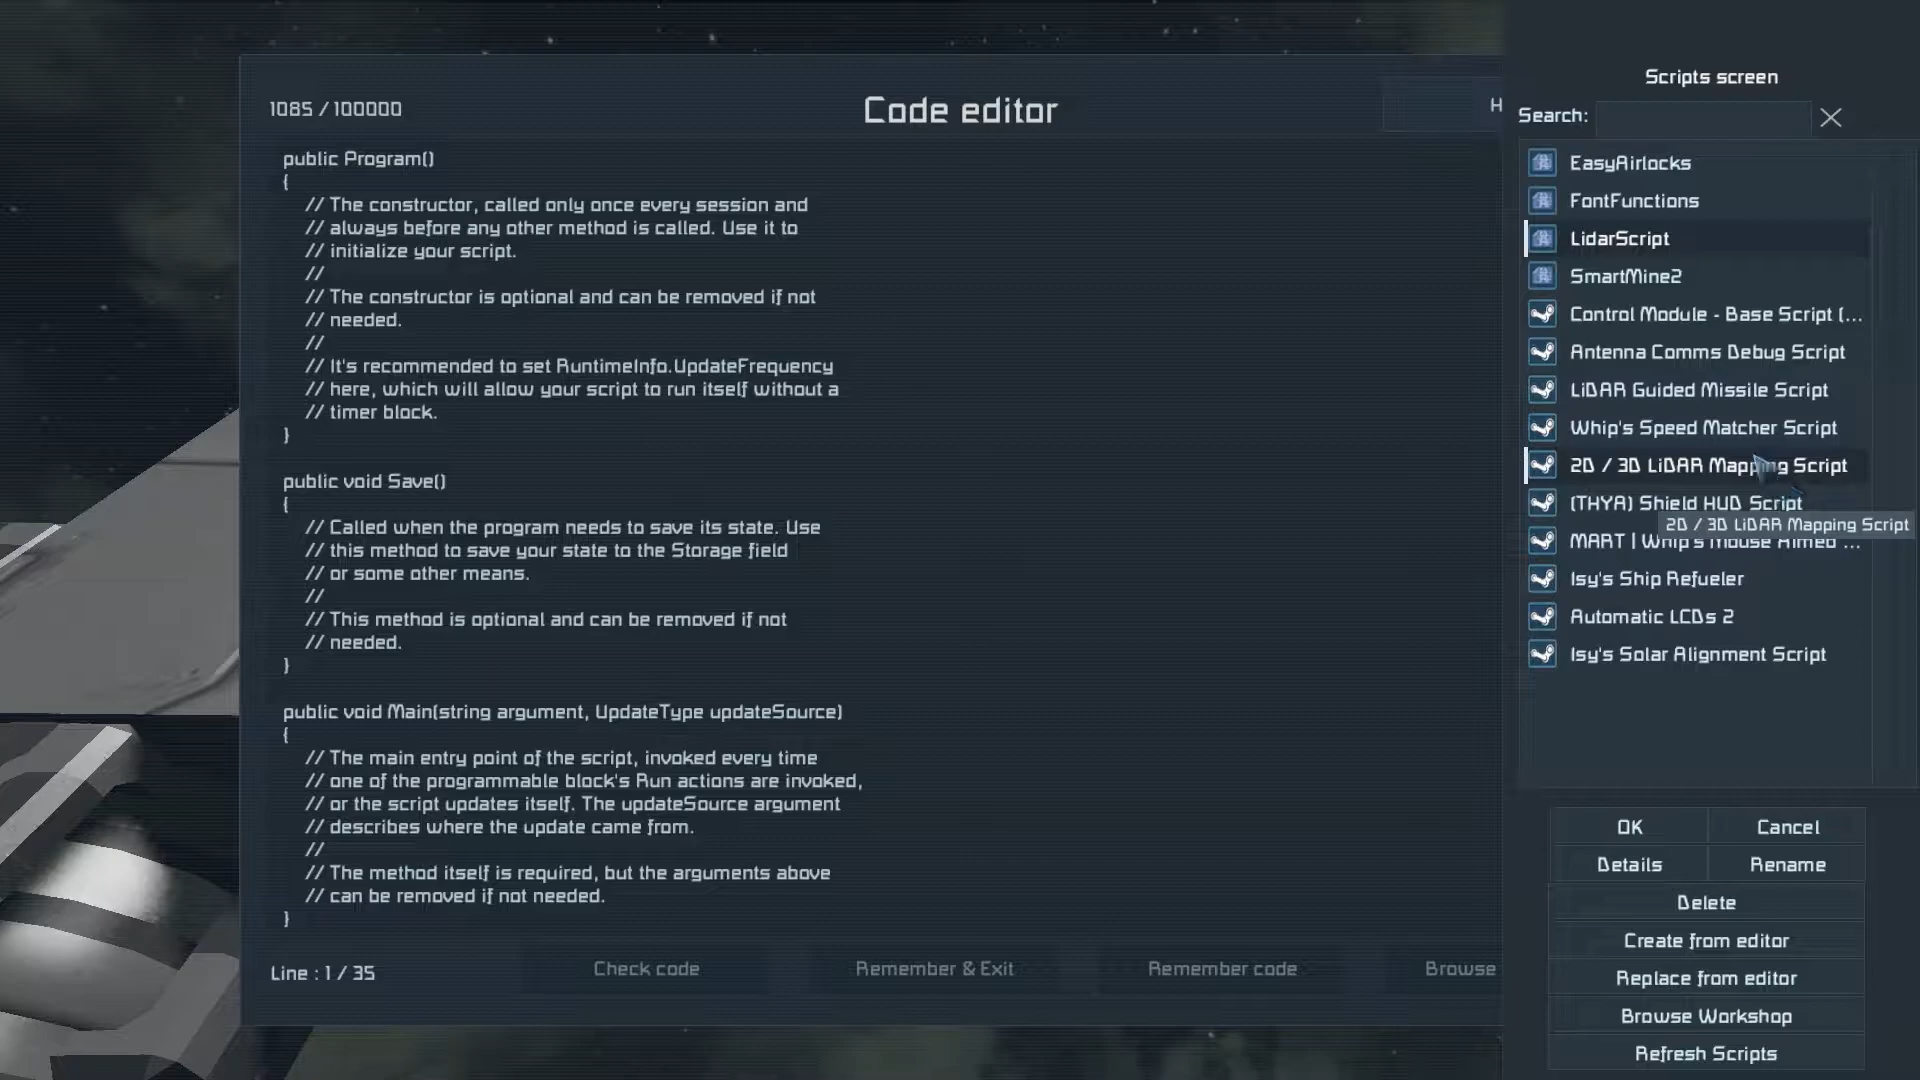 1085 / 100000
Code editor
H
public Program()
{
// The constructor, called only once every session and
// always before any other method is called. Use it to
// initialize your script.
//
// The constructor is optional and can be removed if not
// needed.
//
// It's recommended to set RuntimeInfo.UpdateFrequency
// here, which will allow your script to run itself without a
// timer block.
}
public void Save()
{
// Called when the program needs to save its state. Use
// this method to save your state to the Storage field
// or some other means.
//
// This method is optional and can be removed if not
// needed.
}
public void Main(string argument, UpdateType updateSource)
{
// The main entry point of the script, invoked every time
// one of the programmable block's Run actions are invoked,
// or the script updates itself. The updateSource argument
// describes where the update came from.
//
// The method itself is required, but the arguments above
// can be removed if not needed.
}
Line : 1 / 35
Check code
Remember & Exit
Remember code
Browse
Scripts screen
Search:
EasyAirlocks
FontFunctions
LidarScript
SmartMine2
Control Module - Base Script (...
Antenna Comms Debug Script
LiDAR Guided Missile Script
Whip's Speed Matcher Script
2D / 3D LiDAR Mapping Script
(THYA) Shield HUD Script
2D / 3D LiDAR Mapping Script
MART | Whip's Mouse Aimed ...
Isy's Ship Refueler
Automatic LCDs 2
Isy's Solar Alignment Script
OK
Cancel
Details
Rename
Delete
Create from editor
Replace from editor
Browse Workshop
Refresh Scripts